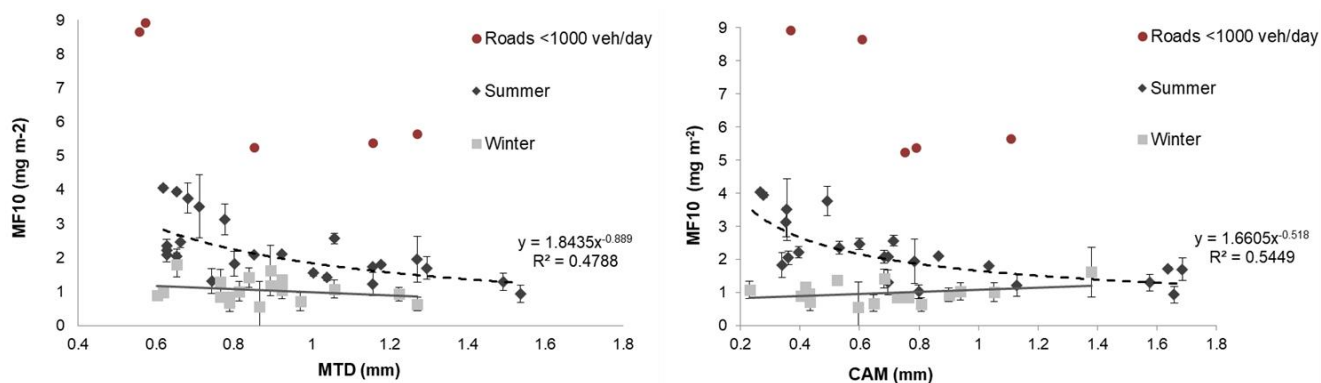 9
8
7
6
5
4
3
2
1
0
MF10 (mg m-2)
0.4 0.6 0.8 1.0 1.2 1.4 1.6 1.8
MTD (mm)
Roads <1000 veh/day
Summer
Winter
y = 1.8435x^-0.889
R² = 0.4788
9
8
7
6
5
4
3
2
1
0
MF10 (mg m⁻²)
0.2 0.4 0.6 0.8 1 1.2 1.4 1.6 1.8
CAM (mm)
Roads <1000 veh/day
Summer
Winter
y = 1.6605x^-0.518
R² = 0.5449